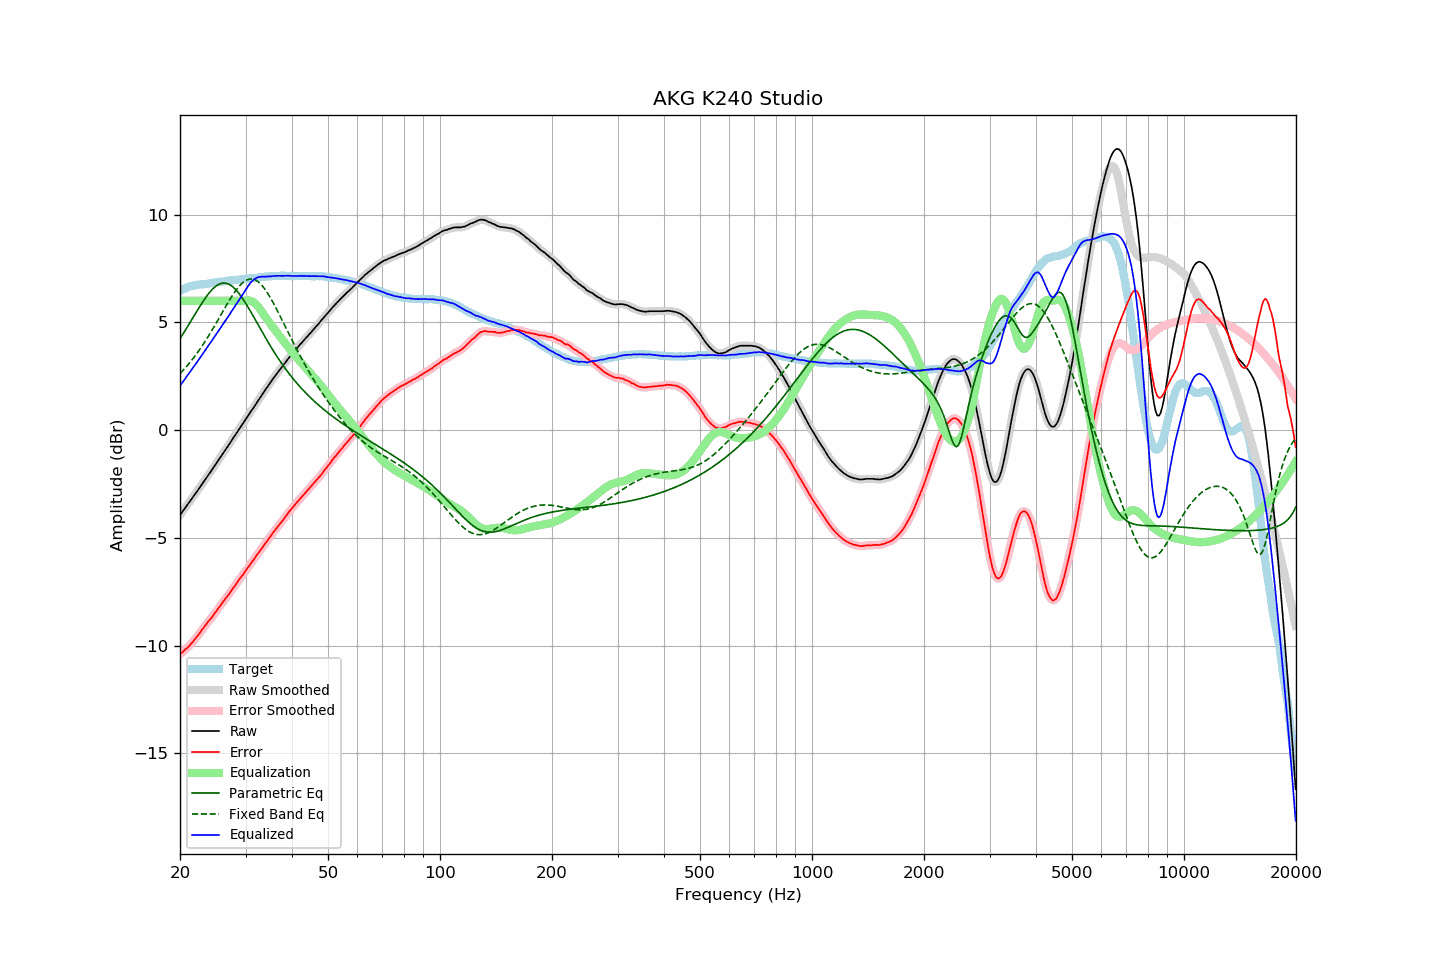 AKG K240 Studio
Amplitude (dBr)
10
5
0
−5
−10
−15
Target
Raw Smoothed
Error Smoothed
Raw
Error
Equalization
Parametric Eq
Fixed Band Eq
Equalized
20 50 100 200 500 1000 2000 5000 10000 20000
Frequency (Hz)